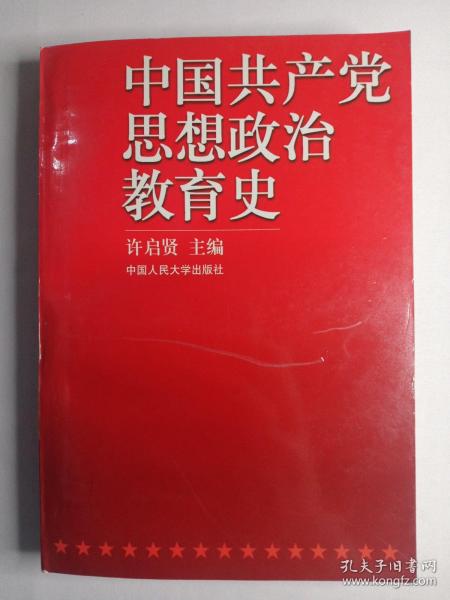 中国共产党
思想政治
教育史
许启贤 主编
中国人民大学出版社
孔夫子旧书网
www.kongfz.com